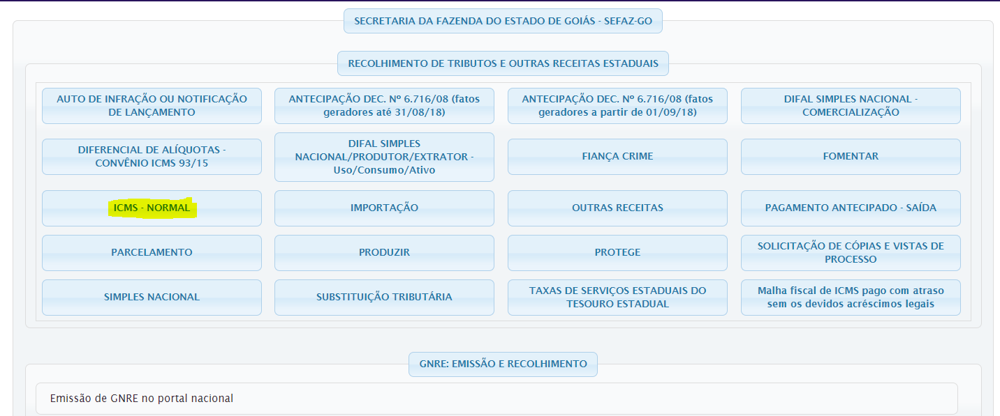 SECRETARIA DA FAZENDA DO ESTADO DE GOIÁS - SEFAZ-GO
RECOLHIMENTO DE TRIBUTOS E OUTRAS RECEITAS ESTADUAIS
AUTO DE INFRAÇÃO OU NOTIFICAÇÃO
DE LANÇAMENTO
ANTECIPAÇÃO DEC. Nº 6.716/08 (fatos
geradores até 31/08/18)
ANTECIPAÇÃO DEC. Nº 6.716/08 (fatos
geradores a partir de 01/09/18)
DIFAL SIMPLES NACIONAL -
COMERCIALIZAÇÃO
DIFERENCIAL DE ALÍQUOTAS -
CONVÊNIO ICMS 93/15
DIFAL SIMPLES
NACIONAL/PRODUTOR/EXTRATOR -
Uso/Consumo/Ativo
FIANÇA CRIME
FOMENTAR
ICMS - NORMAL
IMPORTAÇÃO
OUTRAS RECEITAS
PAGAMENTO ANTECIPADO - SAÍDA
PARCELAMENTO
PRODUZIR
PROTEGE
SOLICITAÇÃO DE CÓPIAS E VISTAS DE
PROCESSO
SIMPLES NACIONAL
SUBSTITUIÇÃO TRIBUTÁRIA
TAXAS DE SERVIÇOS ESTADUAIS DO
TESOURO ESTADUAL
Malha fiscal de ICMS pago com atraso
sem os devidos acréscimos legais
GNRE: EMISSÃO E RECOLHIMENTO
Emissão de GNRE no portal nacional